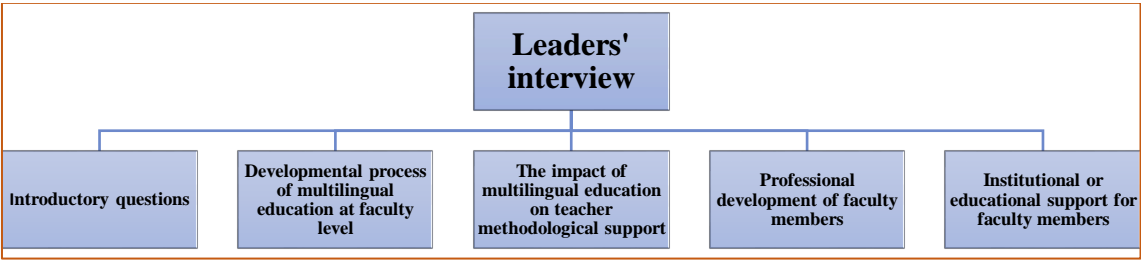 Leaders'
interview
Introductory questions
Developmental process
of multilingual
education at faculty
level
The impact of
multilingual education
on teacher
methodological support
Professional
development of faculty
members
Institutional or
educational support for
faculty members